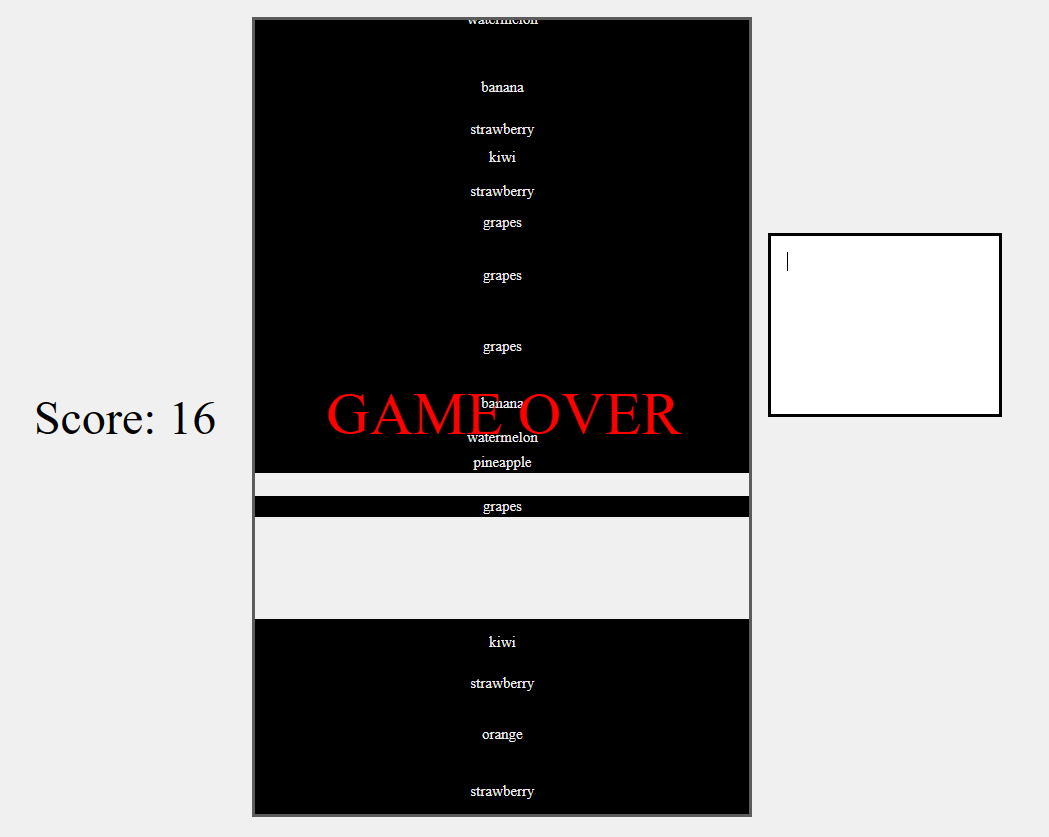 watermelon
banana
strawberry
kiwi
strawberry
grapes
grapes
grapes
banana
Score: 16
GAME OVER
watermelon
pineapple
grapes
kiwi
strawberry
orange
strawberry